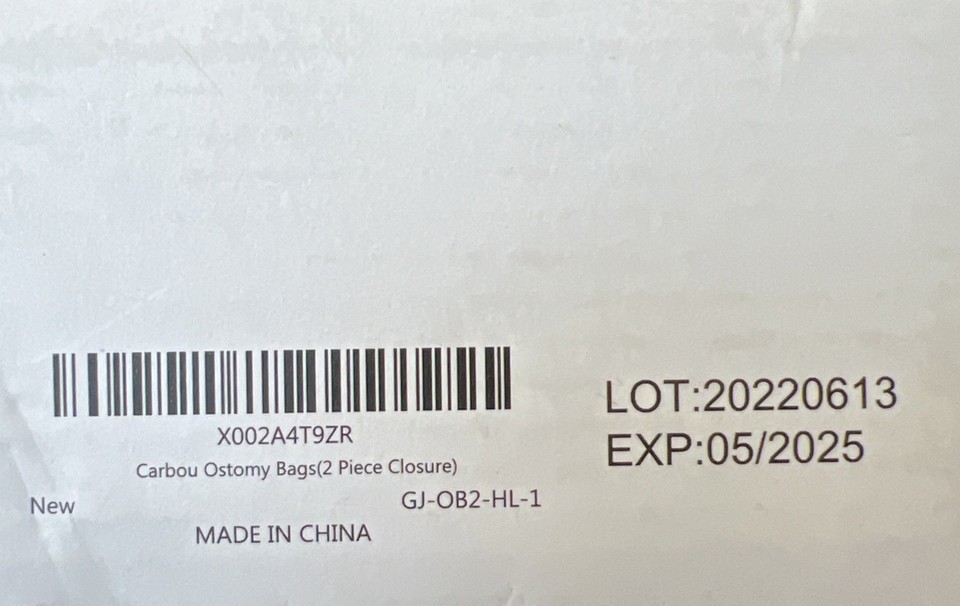 X002A4T9ZR
Carbou Ostomy Bags(2 Piece Closure)
New
GJ-OB2-HL-1
MADE IN CHINA
LOT:20220613
EXP:05/2025